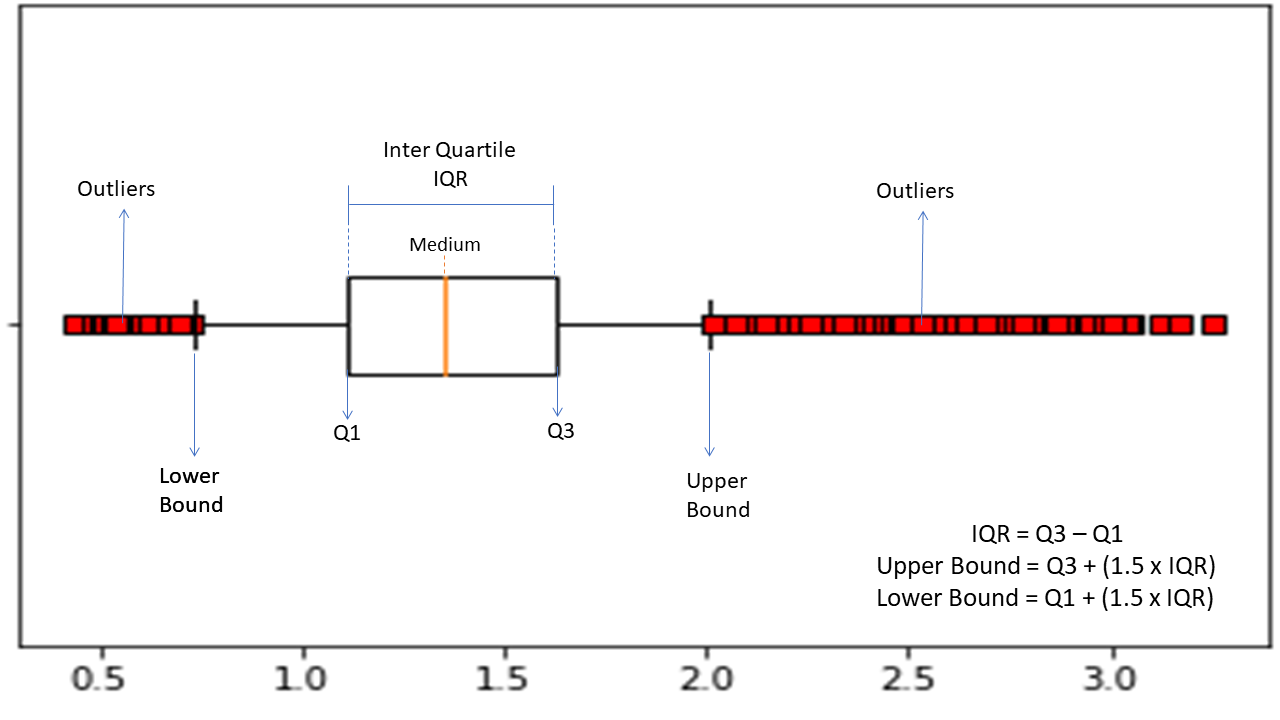 Inter Quartile
IQR
Outliers
Outliers
Medium
Q1
Q3
Lower
Bound
Upper
Bound
IQR = Q3 – Q1
Upper Bound = Q3 + (1.5 x IQR)
Lower Bound = Q1 + (1.5 x IQR)
0.5 1.0 1.5 2.0 2.5 3.0